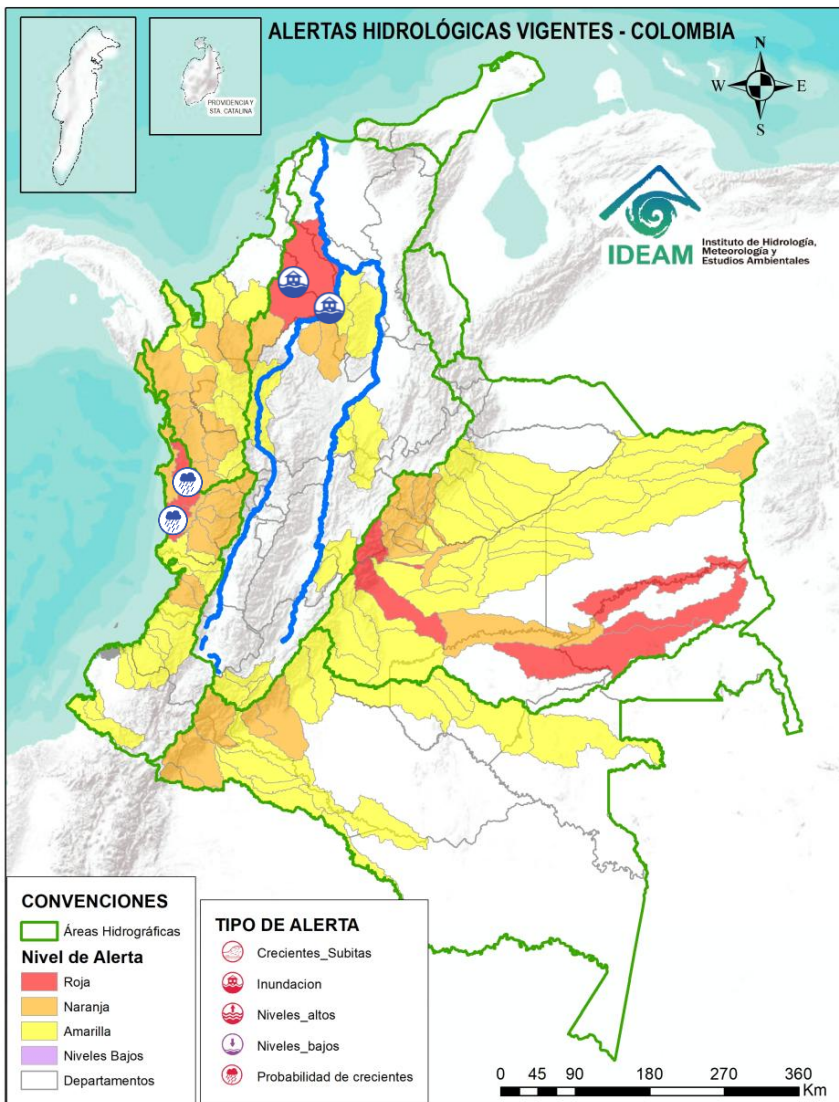 ALERTAS HIDROLÓGICAS VIGENTES - COLOMBIA
PROVIDENCIA Y
STA. CATALINA
N
W
E
S
IDEAM
Instituto de Hidrología,
Meteorología y
Estudios Ambientales
CONVENCIONES
Áreas Hidrográficas
Nivel de Alerta
Roja
Naranja
Amarilla
Niveles Bajos
Departamentos
TIPO DE ALERTA
Crecientes_Subitas
Inundacion
Niveles_altos
Niveles_bajos
Probabilidad de crecientes
0 45 90 180 270 360
Km